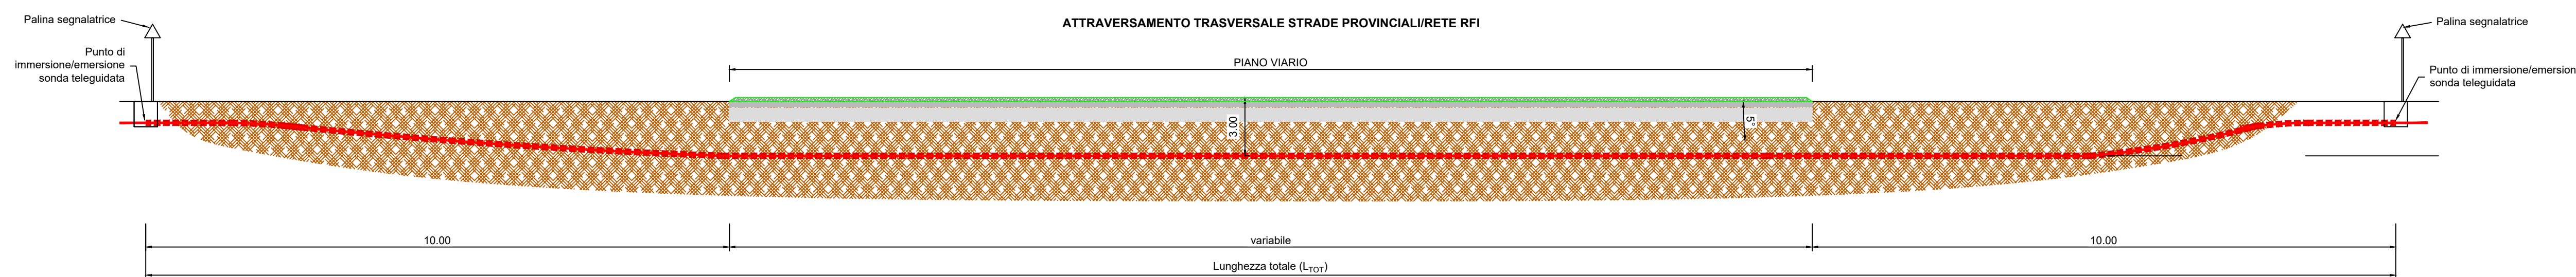 ATTRAVERSAMENTO TRASVERSALE STRADE PROVINCIALI/RETE RFI
Palina segnalatrice
Punto di
immersione/emersione
sonda teleguidata
PIANO VIARIO
Palina segnalatrice
Punto di immersione/emersion
sonda teleguidata
3.00
5°
10.00
variabile
10.00
Lunghezza totale (LTOT)